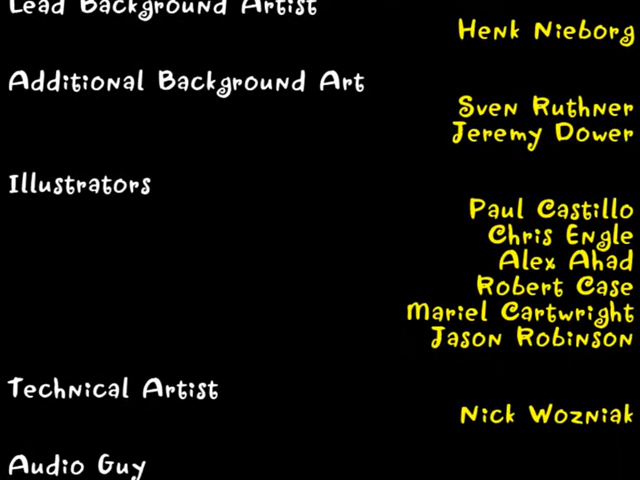 Lead Background Artist
Henk Nieborg
Additional Background Art
Sven Ruthner
Jeremy Dower
Illustrators
Paul Castillo
Chris Engle
Alex Ahad
Robert Case
Mariel Cartwright
Jason Robinson
Technical Artist
Nick Wozniak
Audio Guy